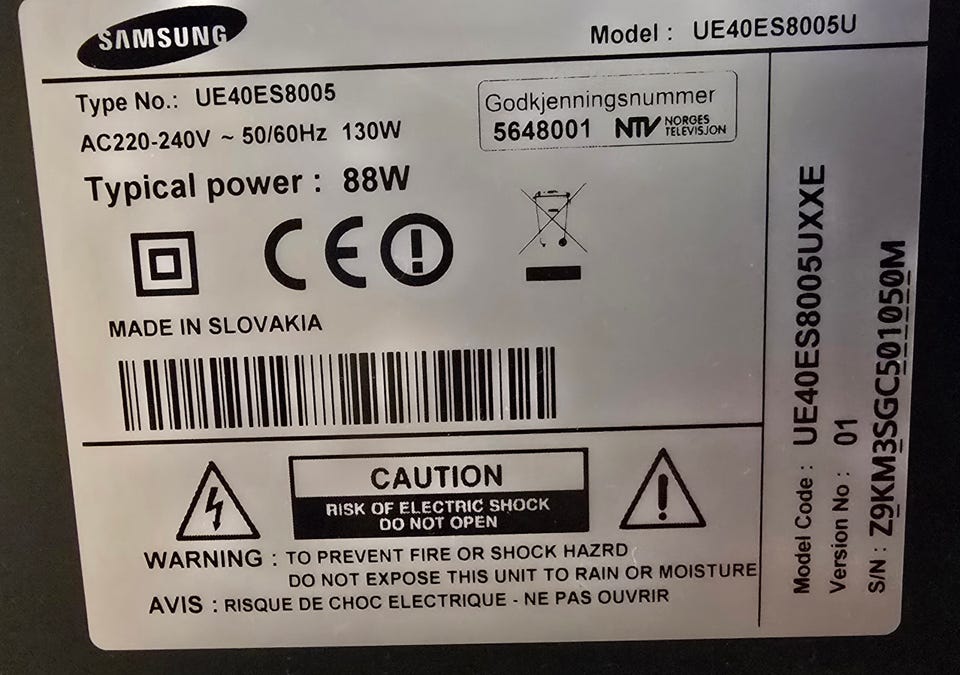 SAMSUNG
Model : UE40ES8005U
Type No.: UE40ES8005
AC220-240V ~ 50/60Hz 130W
Typical power : 88W
Godkjenningsnummer
5648001 NTV NORGES
TELEVISJON
CE
MADE IN SLOVAKIA
CAUTION
RISK OF ELECTRIC SHOCK
DO NOT OPEN
WARNING : TO PREVENT FIRE OR SHOCK HAZRD
DO NOT EXPOSE THIS UNIT TO RAIN OR MOISTURE
AVIS : RISQUE DE CHOC ELECTRIQUE - NE PAS OUVRIR
Model Code : UE40ES8005UXXE
Version No : 01
S/N : Z9KM3SGC501050M